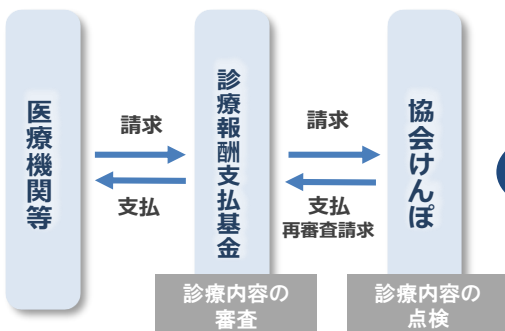 医療機関等
請求
支払
診療報酬支払基金
請求
支払
再審査請求
協会けんぽ
診療内容の
審査
診療内容の
点検